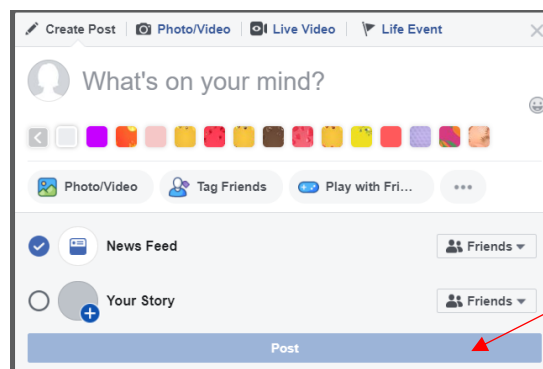 Create Post Photo/Video Live Video Life Event
What's on your mind?
Photo/Video Tag Friends Play with Fri...
News Feed Friends
Your Story Friends
Post